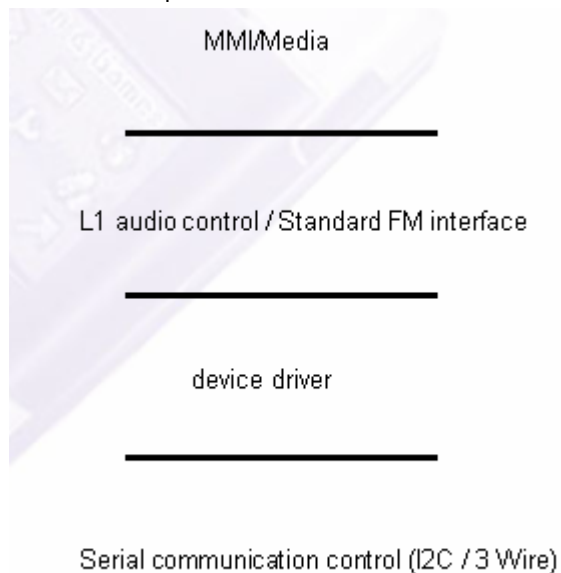 MMI/Media
L1 audio control / Standard FM interface
device driver
Serial communication control (I2C / 3 Wire)